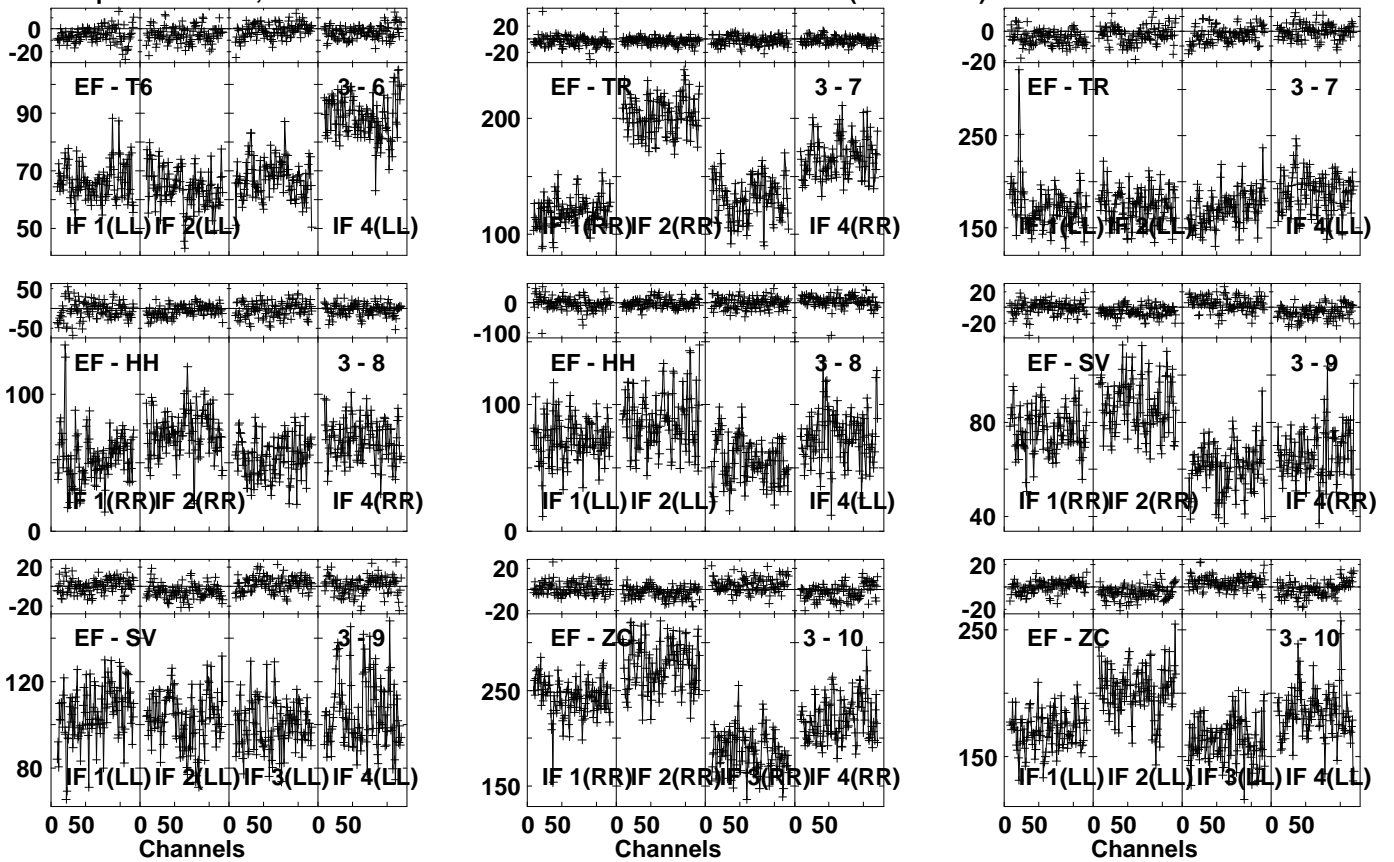 0
-20
EF - T6
3 - 6
90
70
50
IF 1(LL) IF 2(LL) IF 4(LL)
20
0
-20
EF - TR
3 - 7
200
100
IF 1(RR) IF 2(RR) IF 4(RR)
0
-20
EF - TR
3 - 7
250
150
IF 1(LL) IF 2(LL) IF 4(LL)
50
0
-50
EF - HH
3 - 8
100
0
IF 1(RR) IF 2(RR) IF 4(RR)
0
-100
EF - HH
3 - 8
100
0
IF 1(LL) IF 2(LL) IF 4(LL)
20
0
-20
EF - SV
3 - 9
80
40
IF 1(RR) IF 2(RR) IF 4(RR)
20
0
-20
EF - SV
3 - 9
120
80
IF 1(LL) IF 2(LL) IF 3(LL) IF 4(LL)
0 50 0 50 0 50 0 50
Channels
20
0
-20
EF - ZC
3 - 10
250
150
IF 1(RR) IF 2(RR) IF 3(RR) IF 4(RR)
0 50 0 50 0 50 0 50
Channels
20
0
-20
EF - ZC
3 - 10
250
150
IF 1(LL) IF 2(LL) IF 3(LL) IF 4(LL)
0 50 0 50 0 50 0 50
Channels